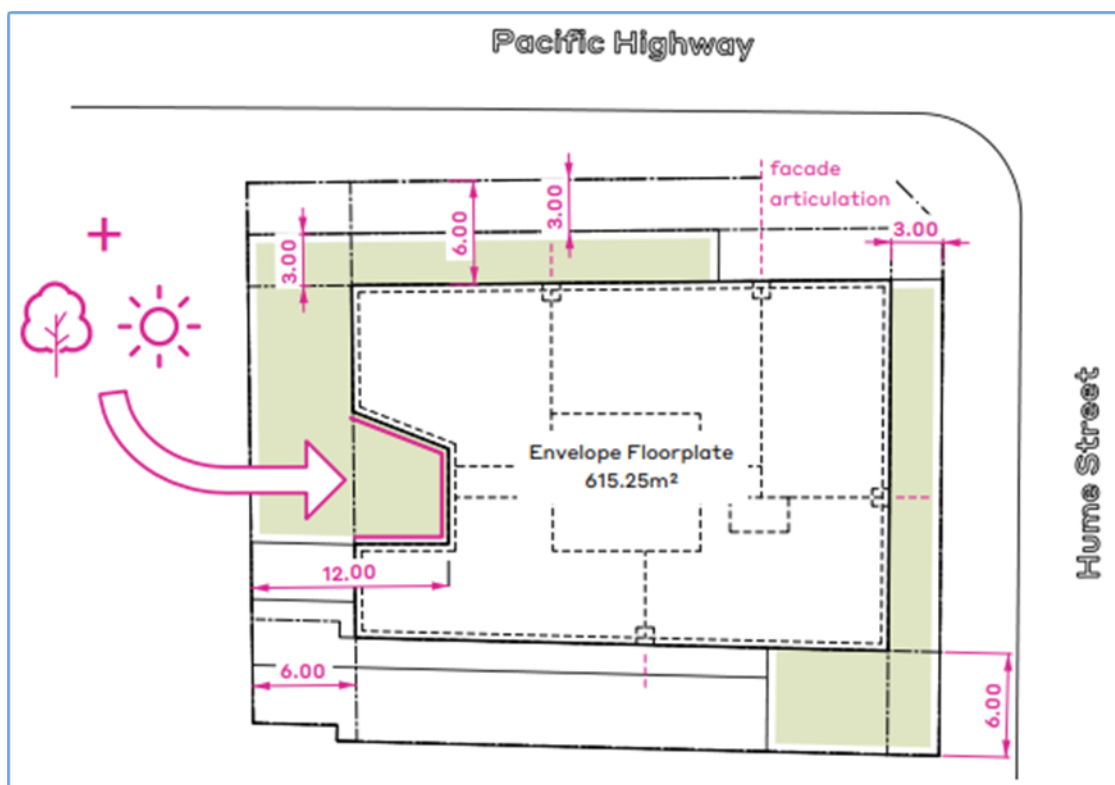 Pacific Highway
facade
articulation
3.00
6.00
3.00
3.00
Envelope Floorplate
615.25m²
Hume Street
12.00
6.00
6.00